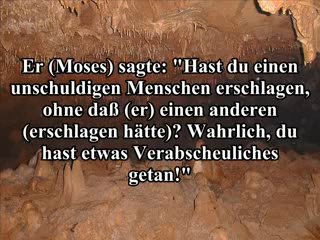 Er (Moses) sagte: "Hast du einen
unschuldigen Menschen erschlagen,
ohne daß (er) einen anderen
(erschlagen hätte)? Wahrlich, du
hast etwas Verabscheuliches
getan!"